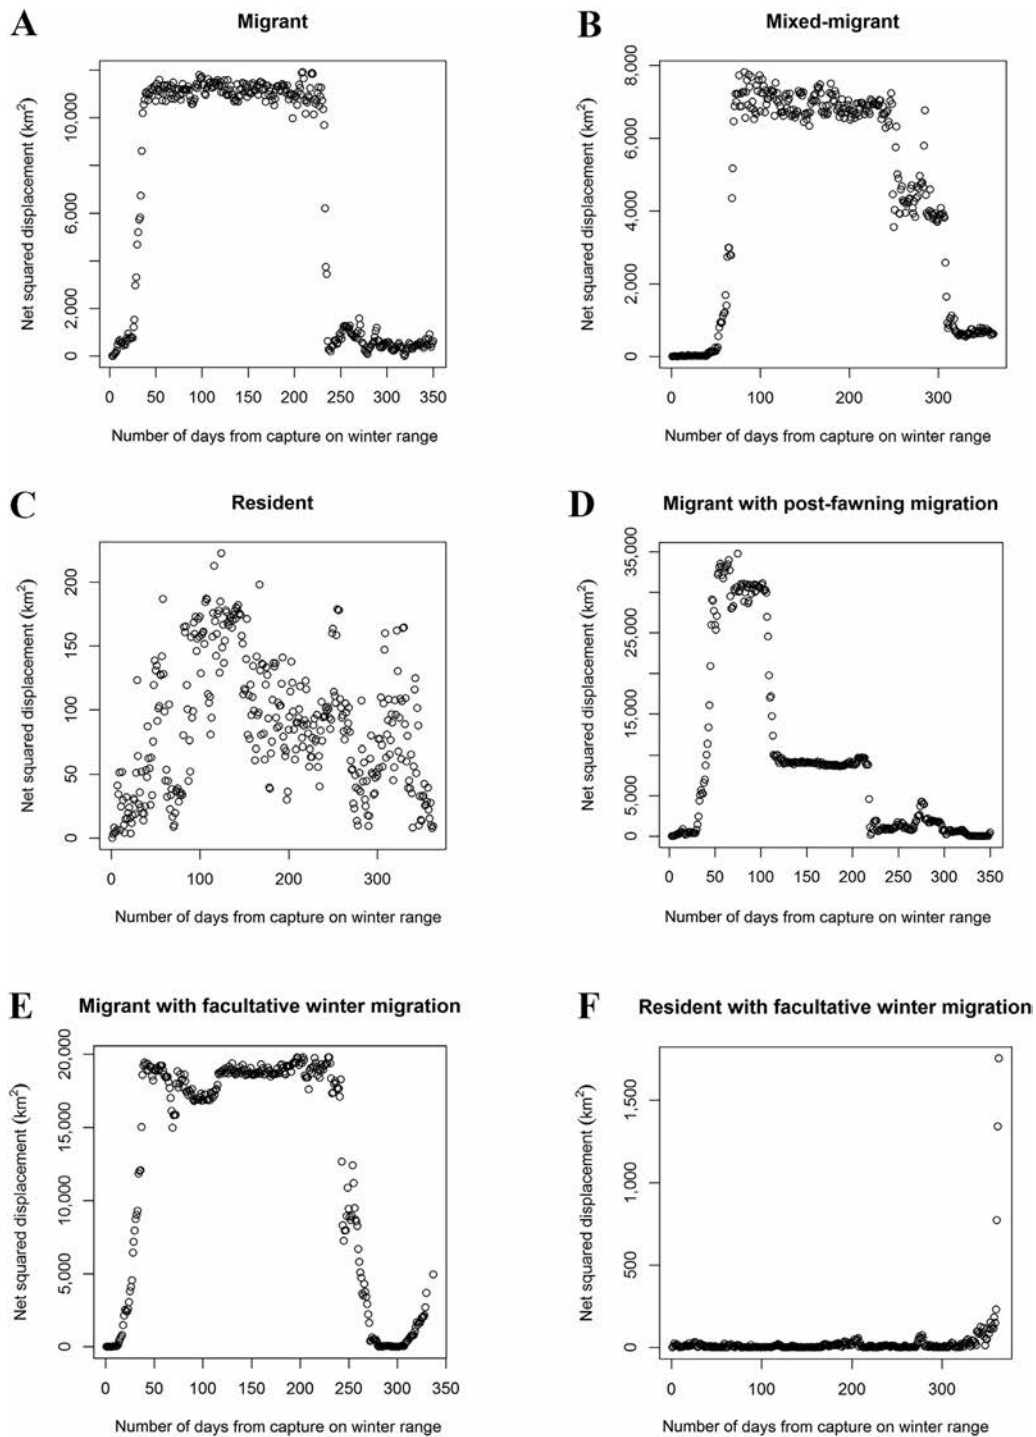 A Migrant
B Mixed-migrant
Net squared displacement (km²)
0 2,000 6,000 10,000
0 50 100 150 200 250 300 350
Number of days from capture on winter range
Net squared displacement (km²)
0 2,000 4,000 6,000 8,000
0 100 200 300
Number of days from capture on winter range
C Resident
D Migrant with post-fawning migration
Net squared displacement (km²)
0 50 100 150 200
0 100 200 300
Number of days from capture on winter range
Net squared displacement (km²)
0 5,000 15,000 25,000 35,000
0 50 100 150 200 250 300 350
Number of days from capture on winter range
E Migrant with facultative winter migration
F Resident with facultative winter migration
Net squared displacement (km²)
0 5,000 10,000 15,000 20,000
0 50 100 150 200 250 300 350
Number of days from capture on winter range
Net squared displacement (km²)
0 500 1,000 1,500
0 100 200 300
Number of days from capture on winter range